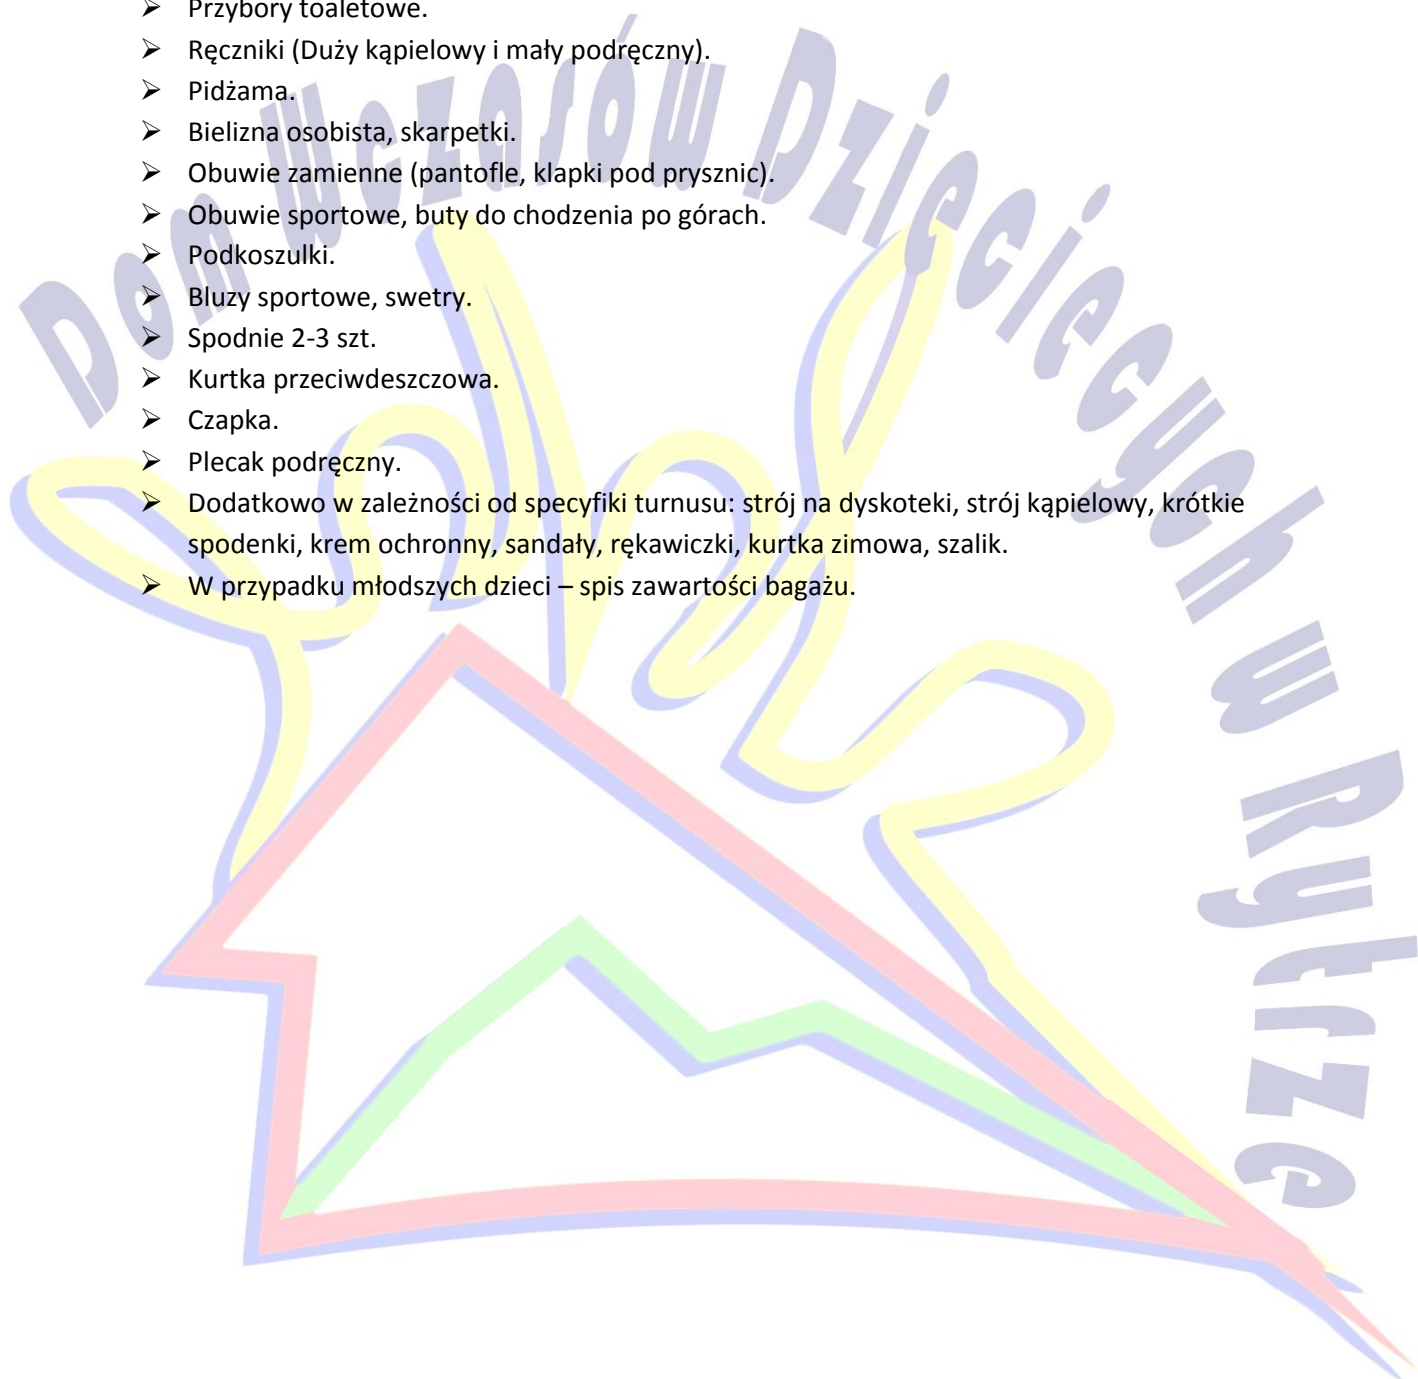 ➢ Przybory toaletowe.
➢ Ręczniki (Duży kąpielowy i mały podręczny).
➢ Pidżama.
➢ Bielizna osobista, skarpetki.
➢ Obuwie zamienne (pantofle, klapki pod prysznic).
➢ Obuwie sportowe, buty do chodzenia po górach.
➢ Podkoszulki.
➢ Bluzy sportowe, swetry.
➢ Spodnie 2-3 szt.
➢ Kurtka przeciwdeszczowa.
➢ Czapka.
➢ Plecak podręczny.
➢ Dodatkowo w zależności od specyfiki turnusu: strój na dyskoteki, strój kąpielowy, krótkie
spodenki, krem ochronny, sandały, rękawiczki, kurtka zimowa, szalik.
➢ W przypadku młodszych dzieci – spis zawartości bagażu.
Dom Wczasów Dziecięcych w Rytrze